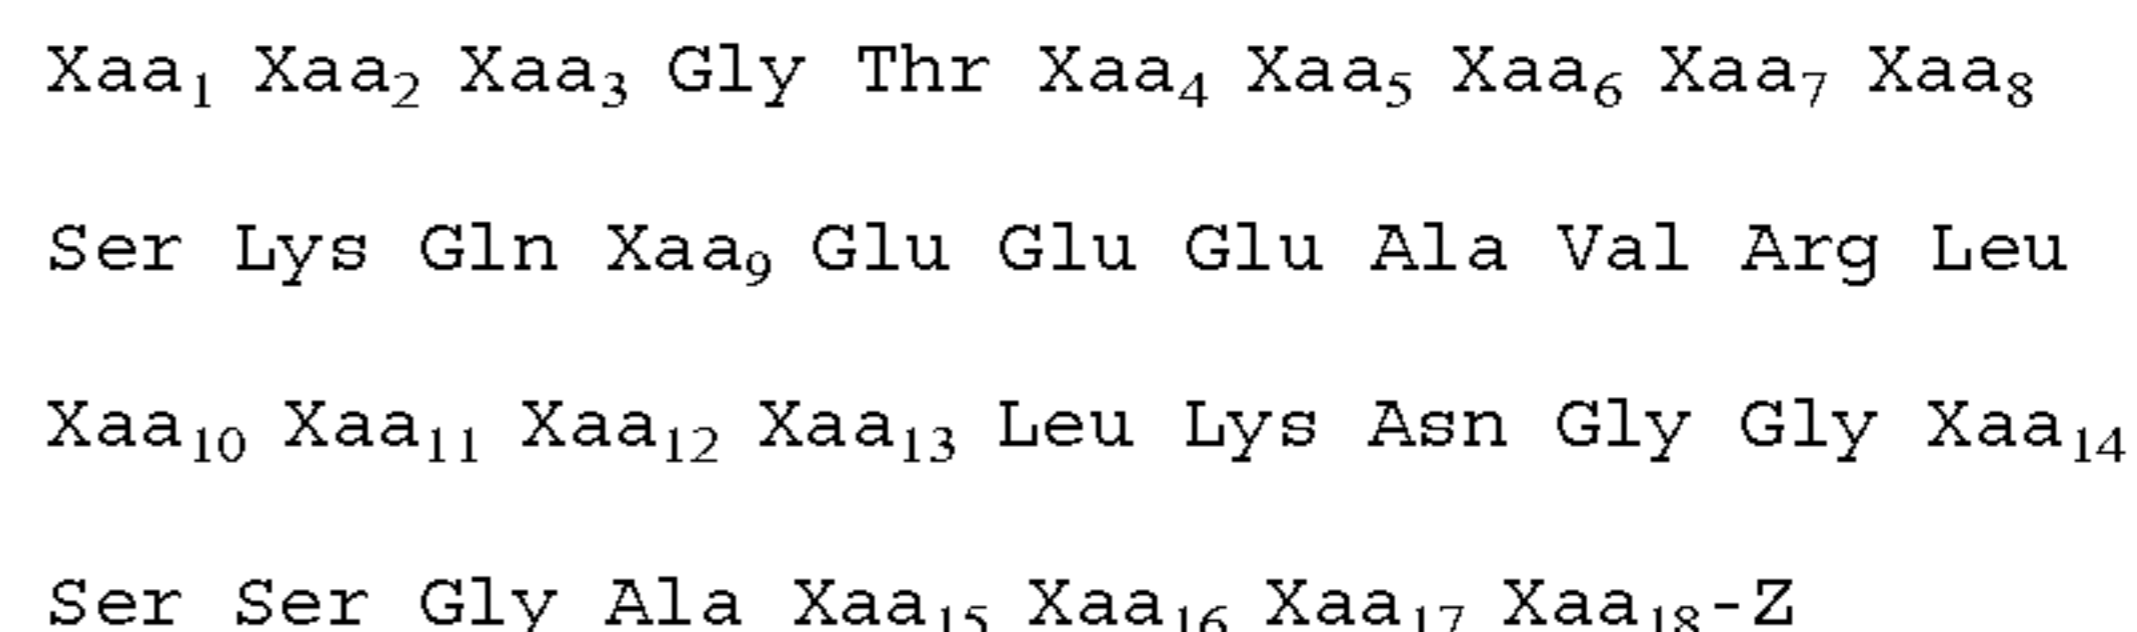 Xaa₁ Xaa₂ Xaa₃ Gly Thr Xaa₄ Xaa₅ Xaa₆ Xaa₇ Xaa₈
Ser Lys Gln Xaa₉ Glu Glu Glu Ala Val Arg Leu
Xaa₁₀ Xaa₁₁ Xaa₁₂ Xaa₁₃ Leu Lys Asn Gly Gly Xaa₁₄
Ser Ser Gly Ala Xaa₁₅ Xaa₁₆ Xaa₁₇ Xaa₁₈-Z